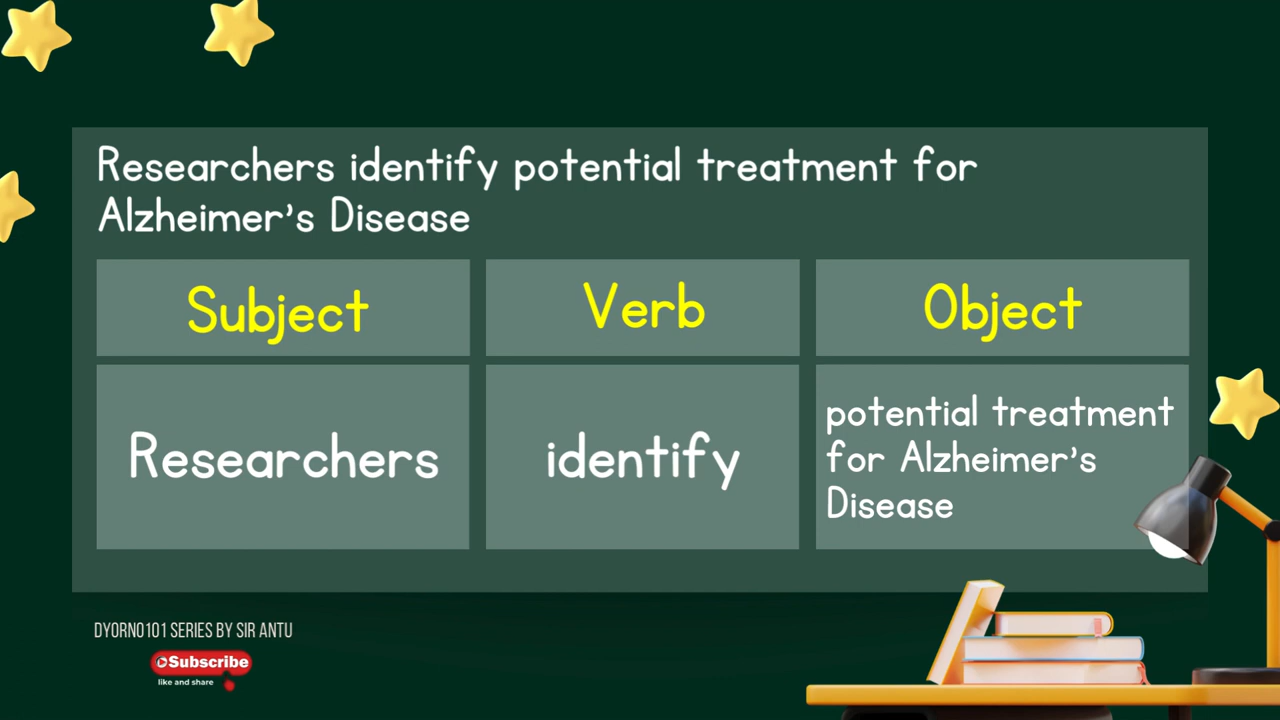 Researchers identify potential treatment for
Alzheimer's Disease
Subject
Verb
Object
Researchers
identify
potential treatment
for Alzheimer's
Disease
DYORNO101 SERIES BY SIR ANTU
Subscribe
like and share